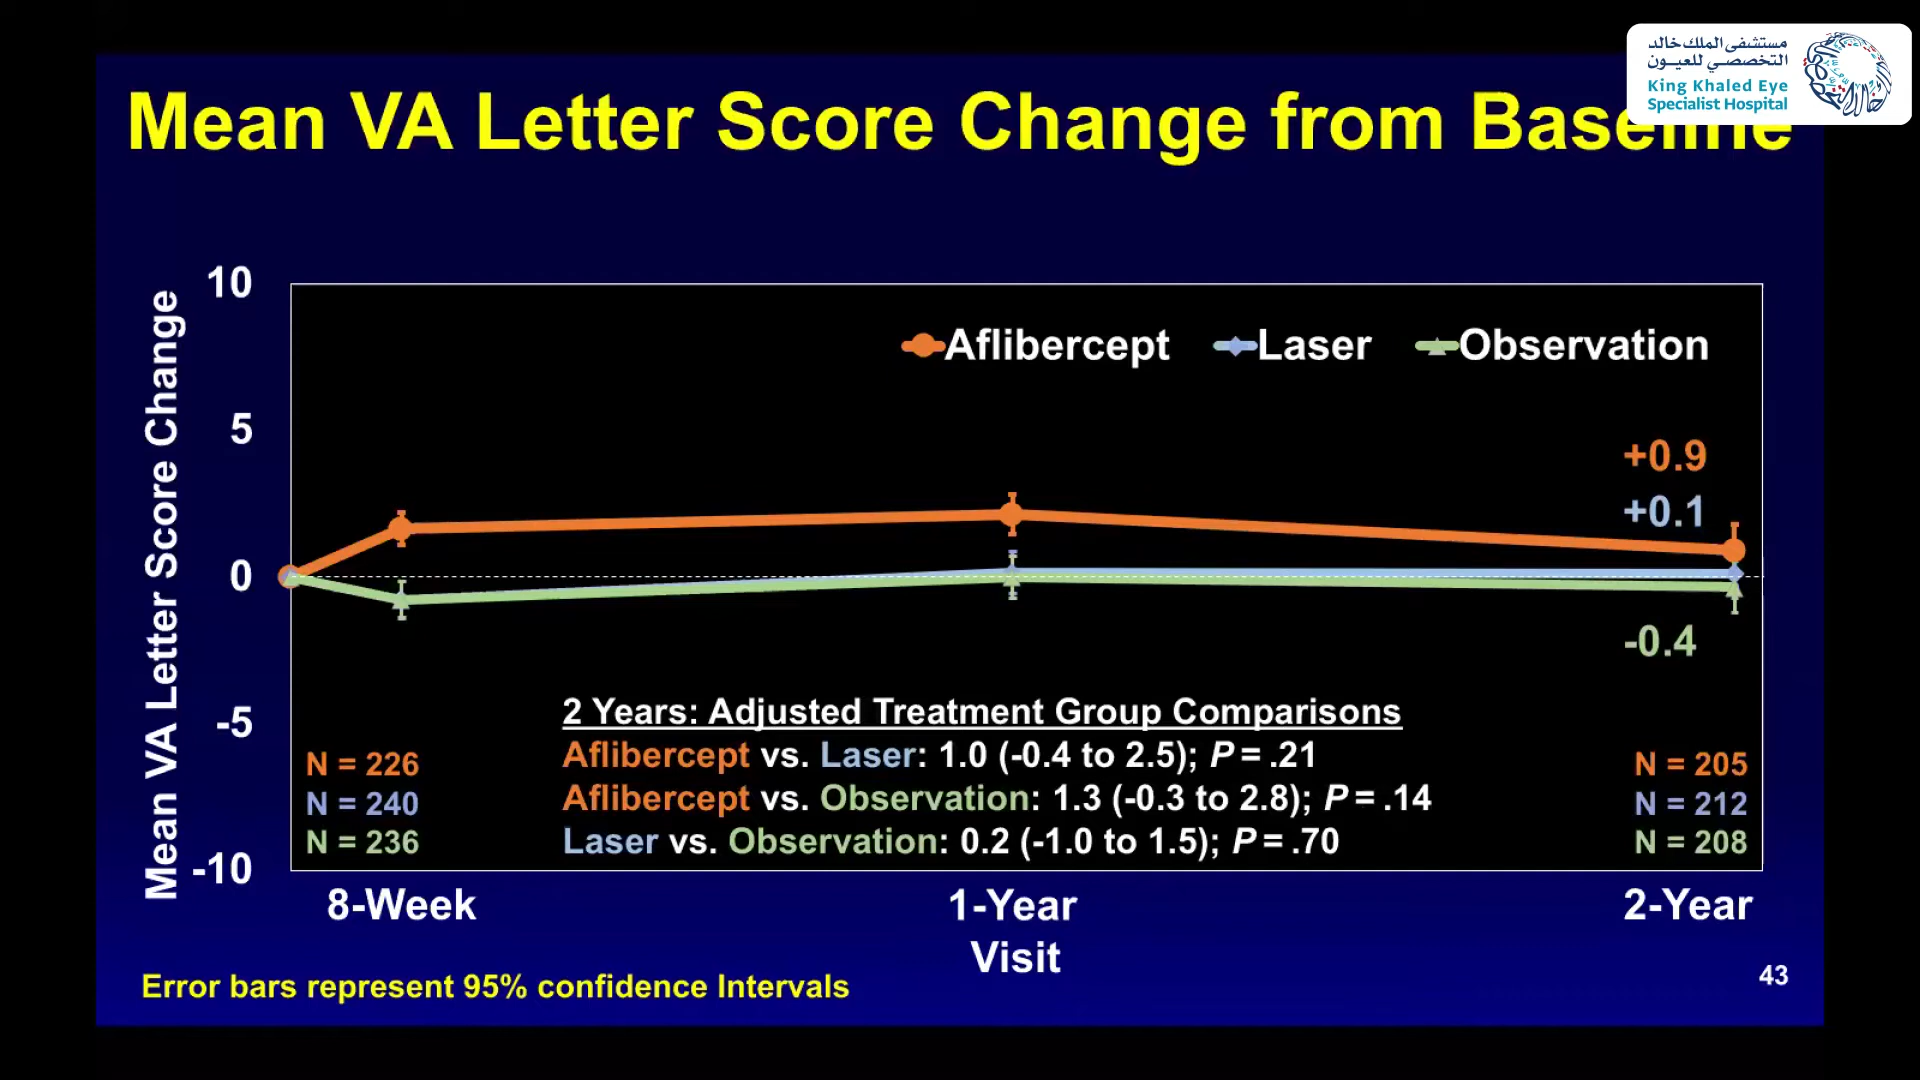 مستشفى الملك خالد
التخصصي للعيون
King Khaled Eye
Specialist Hospital
Mean VA Letter Score Change from Baseline
Mean VA Letter Score Change
10
5
0
-5
-10
Aflibercept
Laser
Observation
+0.9
+0.1
-0.4
2 Years: Adjusted Treatment Group Comparisons
Aflibercept vs. Laser: 1.0 (-0.4 to 2.5); P = .21
Aflibercept vs. Observation: 1.3 (-0.3 to 2.8); P = .14
Laser vs. Observation: 0.2 (-1.0 to 1.5); P = .70
N = 226
N = 240
N = 236
N = 205
N = 212
N = 208
8-Week
1-Year
2-Year
Visit
Error bars represent 95% confidence Intervals
43